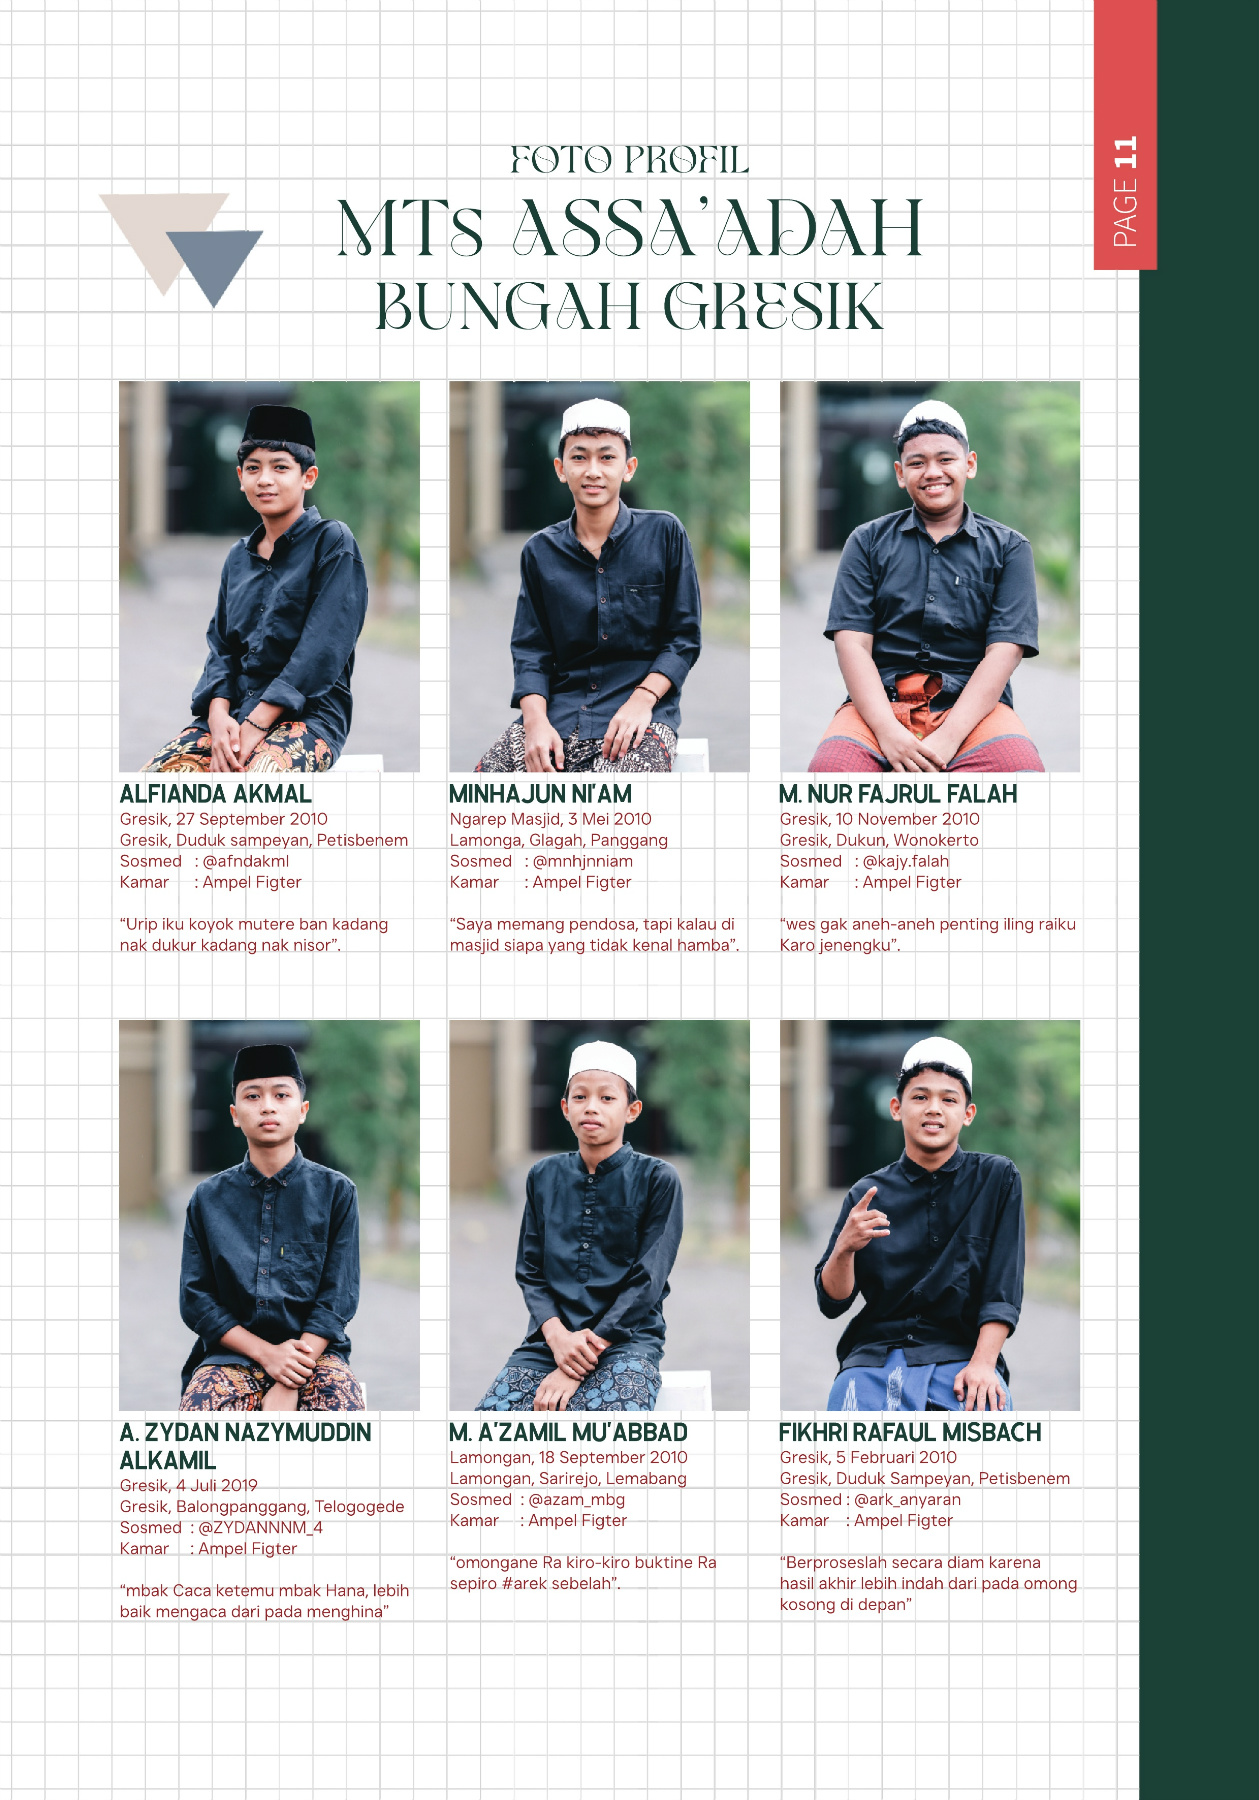 PAGE 11
FOTO PROFIL
MTs ASSA'ADAH
BUNGAH GRESIK
ALFIANDA AKMAL
Gresik, 27 September 2010
Gresik, Duduk sampeyan, Petisbenem
Sosmed : @afndakml
Kamar : Ampel Figter
“Urip iku koyok mutere ban kadang
nak dukur kadang nak nisor”.
MINHAJUN NI'AM
Ngarep Masjid, 3 Mei 2010
Lamonga, Glagah, Panggang
Sosmed : @mnhjnniam
Kamar : Ampel Figter
“Saya memang pendosa, tapi kalau di
masjid siapa yang tidak kenal hamba”.
M. NUR FAJRUL FALAH
Gresik, 10 November 2010
Gresik, Dukun, Wonokerto
Sosmed : @kajy.falah
Kamar : Ampel Figter
“wes gak aneh-aneh penting iling raiku
Karo jenengku”.
A. ZYDAN NAZYMUDDIN
ALKAMIL
Gresik, 4 Juli 2019
Gresik, Balongpanggang, Telogogede
Sosmed : @ZYDANNNM_4
Kamar : Ampel Figter
“mbak Caca ketemu mbak Hana, lebih
baik mengaca dari pada menghina”
M. A'ZAMIL MU'ABBAD
Lamongan, 18 September 2010
Lamongan, Sarirejo, Lemabang
Sosmed : @azam_mbg
Kamar : Ampel Figter
“omongane Ra kiro-kiro buktine Ra
sepiro #arek sebelah”.
FIKHRI RAFAUL MISBACH
Gresik, 5 Februari 2010
Gresik, Duduk Sampeyan, Petisbenem
Sosmed : @ark_anyaran
Kamar : Ampel Figter
“Berproseslah secara diam karena
hasil akhir lebih indah dari pada omong
kosong di depan”